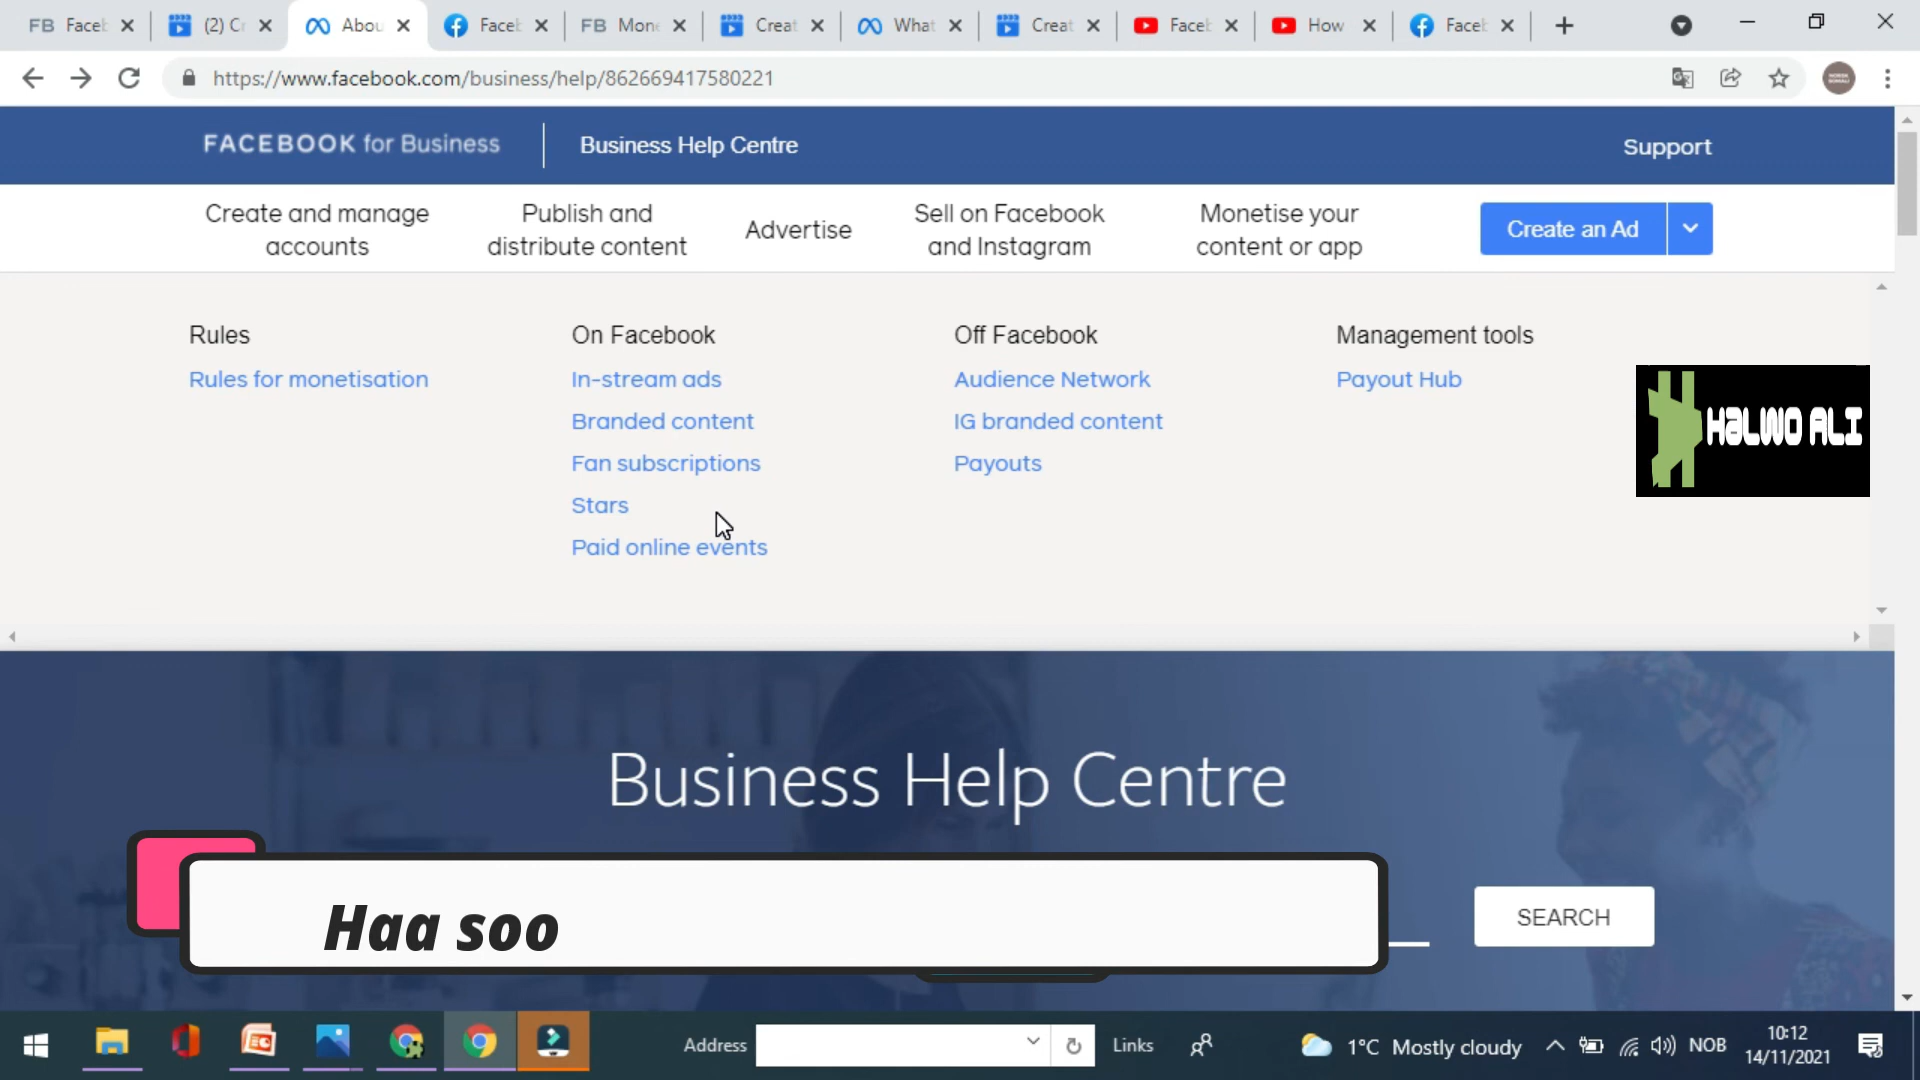 FB Faceb
(2) Cr
Abou
Faceb
FB Mone
Creat
What
Creat
Faceb
How
Faceb
https://www.facebook.com/business/help/862669417580221
FACEBOOK for Business
Business Help Centre
Support
Create and manage
accounts
Publish and
distribute content
Advertise
Sell on Facebook
and Instagram
Monetise your
content or app
Create an Ad
Rules
Rules for monetisation
On Facebook
In-stream ads
Branded content
Fan subscriptions
Stars
Paid online events
Off Facebook
Audience Network
IG branded content
Payouts
Management tools
Payout Hub
HALWO ALI
Business Help Centre
Haa soo
SEARCH
Address
Links
1°C Mostly cloudy
NOB
10:12
14/11/2021